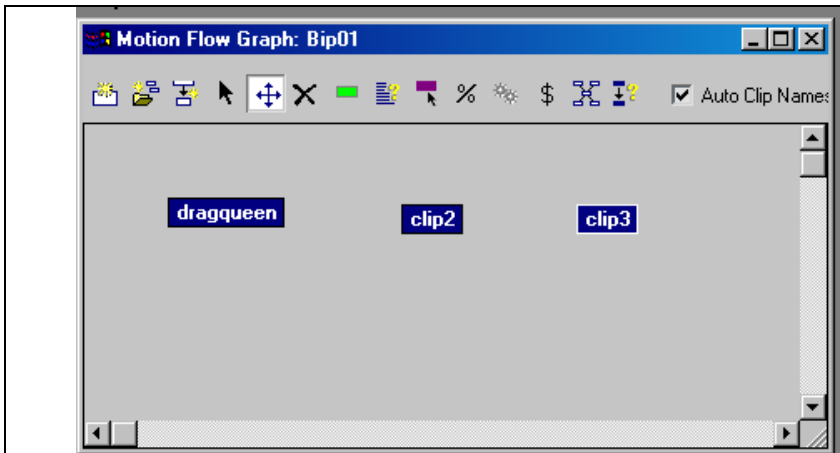 Motion Flow Graph: Bip01
% $ Auto Clip Names
dragqueen clip2 clip3